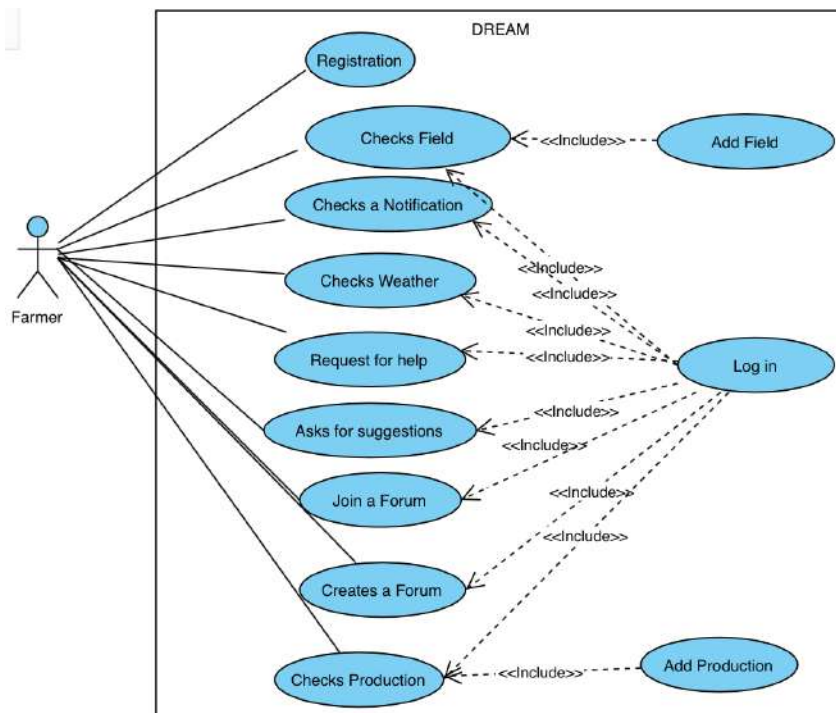 DREAM
Registration
Checks Field
<<Include>>
Add Field
Checks a Notification
<<Include>>
Checks Weather
<<Include>>
Farmer
<<Include>>
Request for help
<<Include>>
Log in
<<Include>>
Asks for suggestions
<<Include>>
Join a Forum
<<Include>>
<<Include>>
Creates a Forum
Add Production
<<Include>>
Checks Production